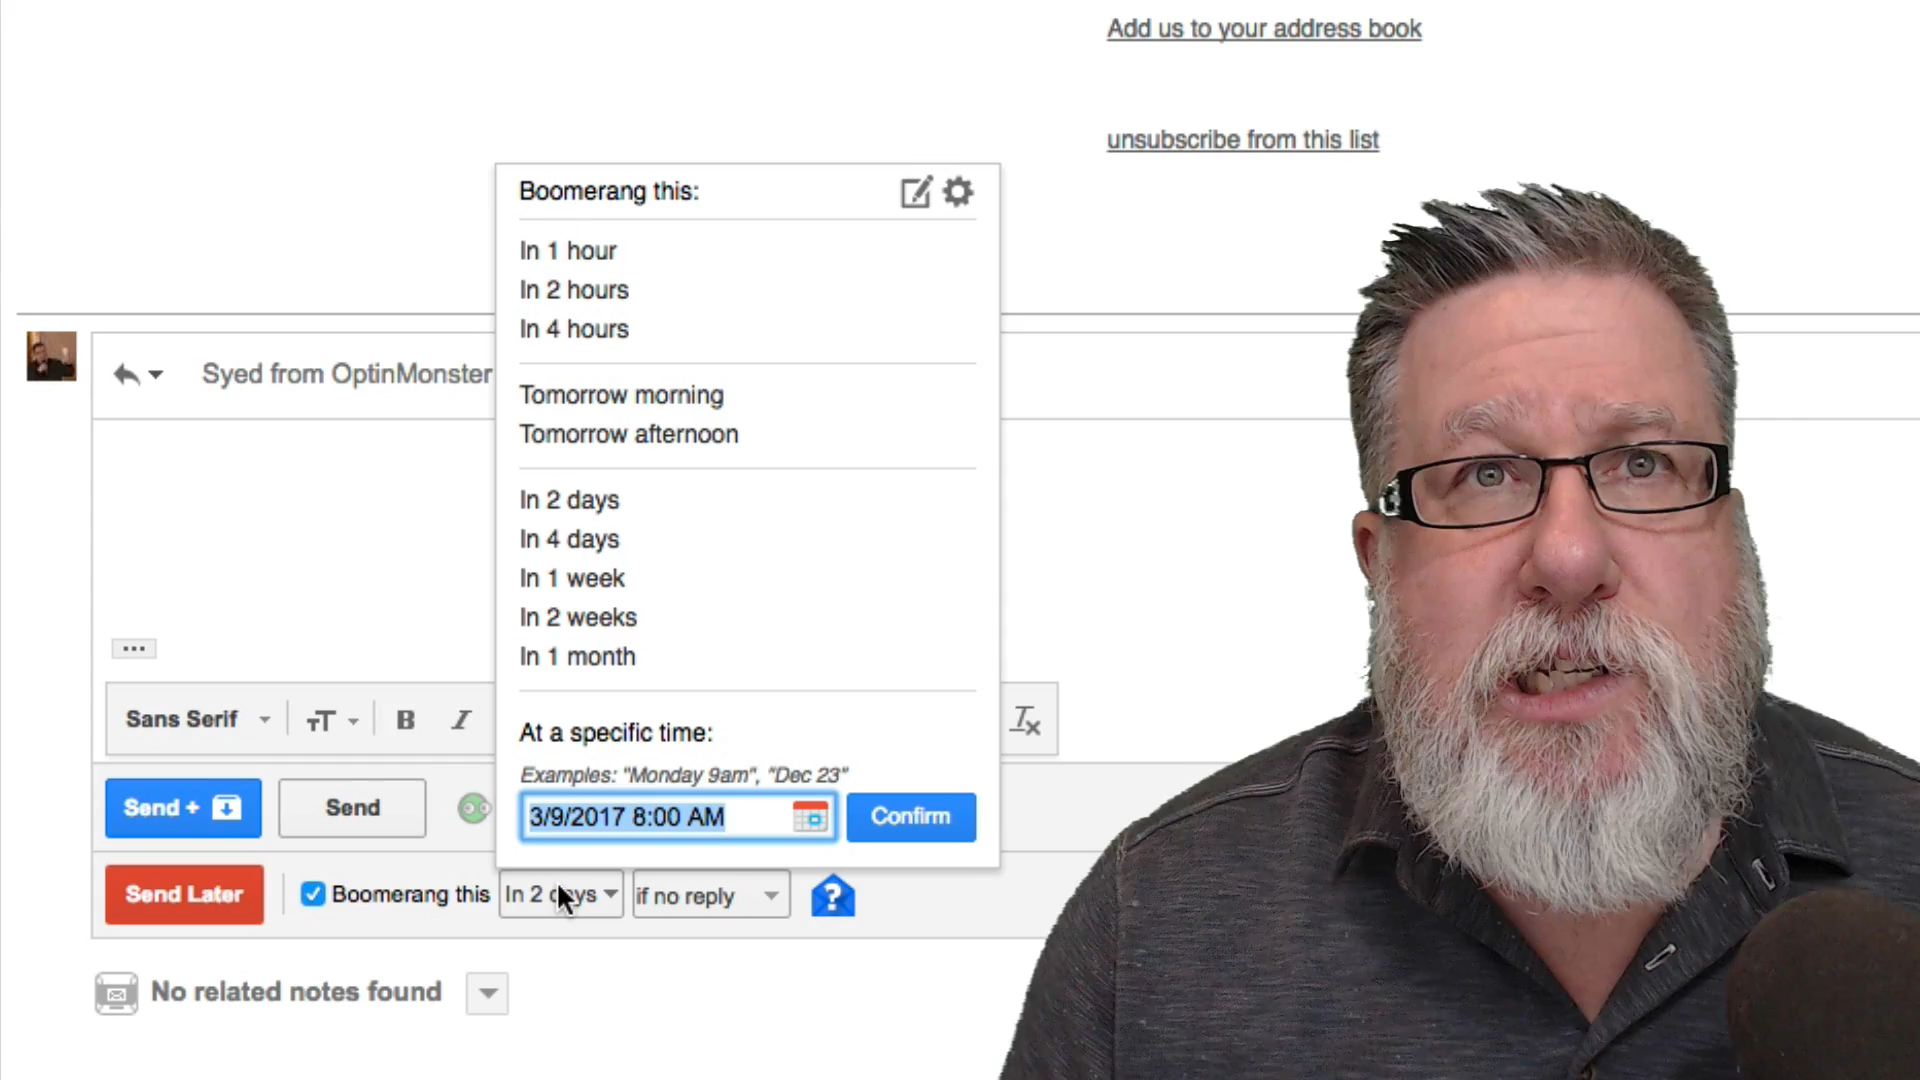 Add us to your address book
unsubscribe from this list
Boomerang this:
In 1 hour
In 2 hours
In 4 hours
Tomorrow morning
Tomorrow afternoon
In 2 days
In 4 days
In 1 week
In 2 weeks
In 1 month
At a specific time:
Examples: "Monday 9am", "Dec 23"
3/9/2017 8:00 AM
Confirm
Syed from OptinMonster
Sans Serif
Send +
Send
Send Later
Boomerang this
In 2 days
if no reply
No related notes found